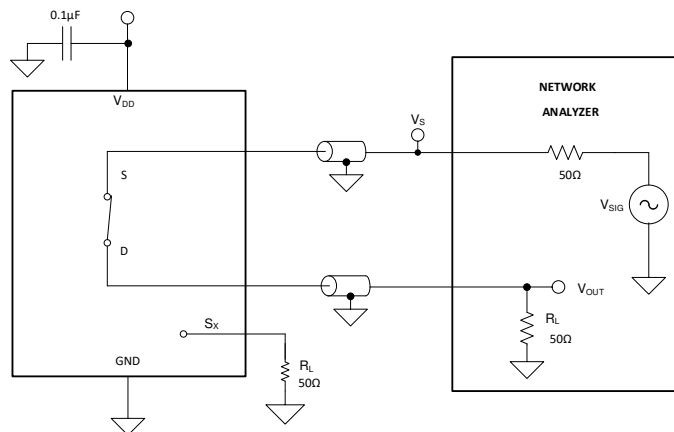 0.1µF
VDD
NETWORK
ANALYZER
VS
S
50Ω
VSIG
D
VOUT
SX
RL
50Ω
GND
RL
50Ω